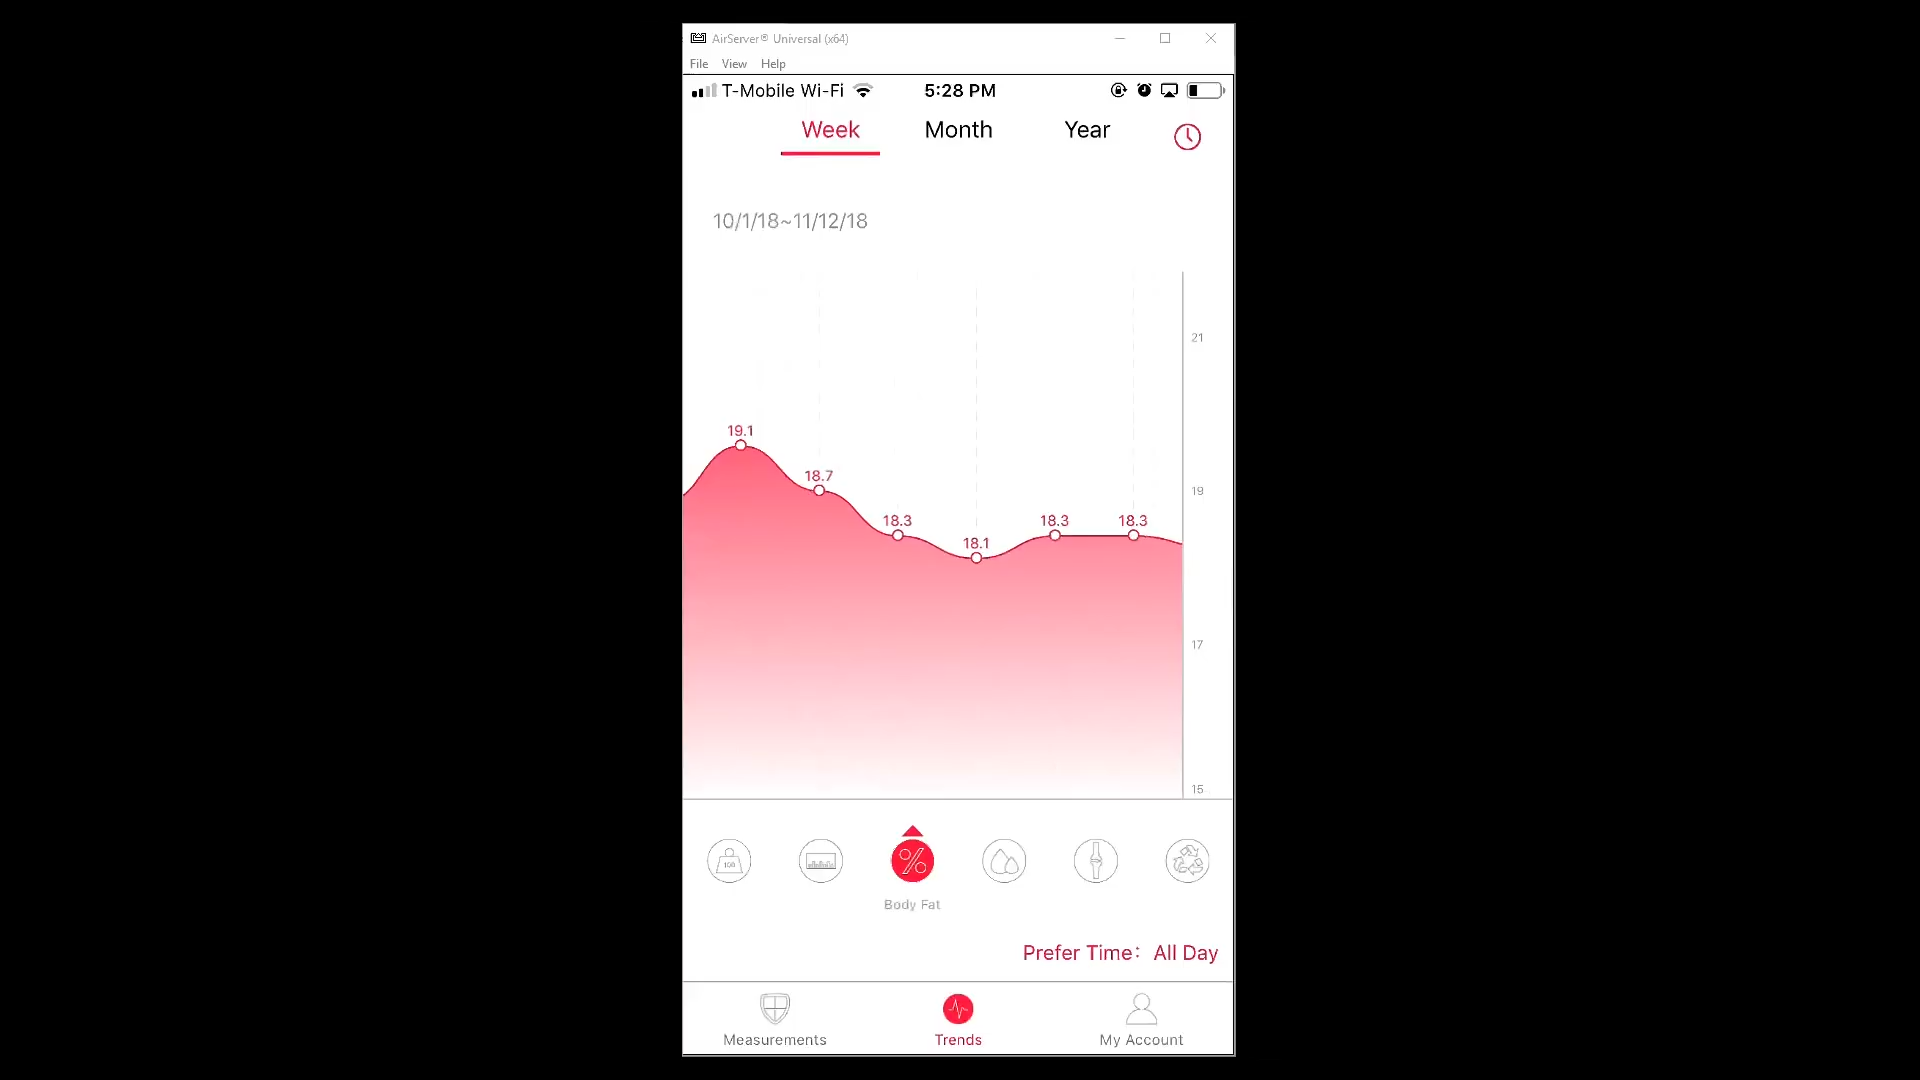 AirServer® Universal (x64)
File View Help
T-Mobile Wi-Fi 5:28 PM
Week Month Year
10/1/18~11/12/18
21
19.1
18.7
19
18.3
18.1
18.3
18.3
17
15
100
Body Fat
Prefer Time: All Day
Measurements Trends My Account